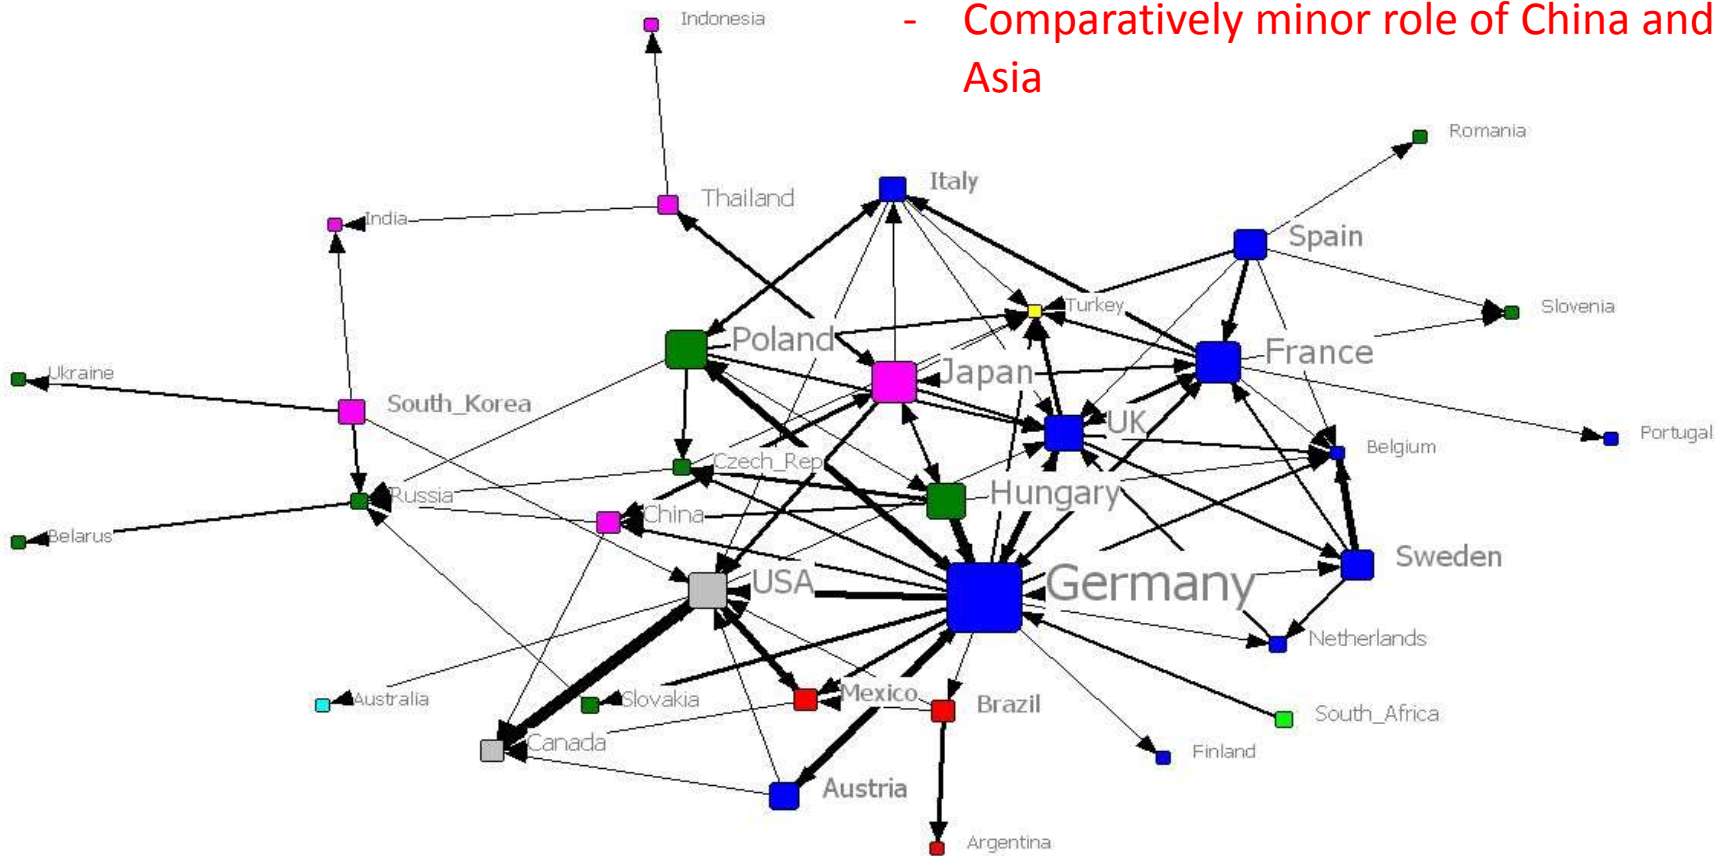 Indonesia
- Comparatively minor role of China and
Asia
Romania
Italy
Thailand
India
Spain
Turkey
Slovenia
Poland
France
Ukraine
Japan
South_Korea
UK
Portugal
Belgium
Czech_Rep
Hungary
Russia
China
Belarus
Sweden
USA
Germany
Netherlands
Australia
Slovakia
Mexico
Brazil
South_Africa
Canada
Finland
Austria
Argentina